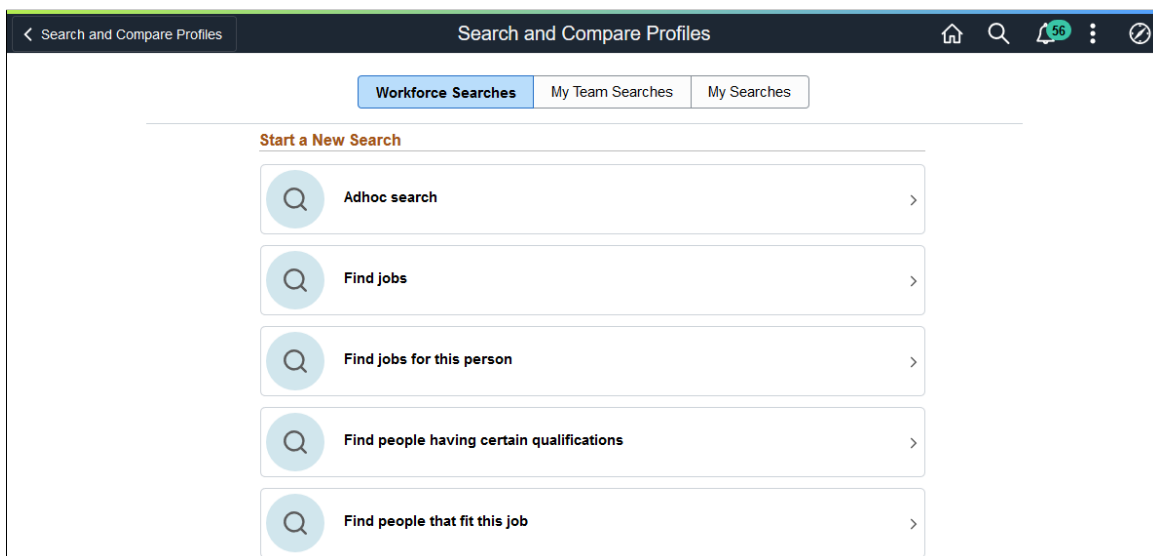 Search and Compare Profiles
Search and Compare Profiles
56
Workforce Searches
My Team Searches
My Searches
Start a New Search
Adhoc search
Find jobs
Find jobs for this person
Find people having certain qualifications
Find people that fit this job